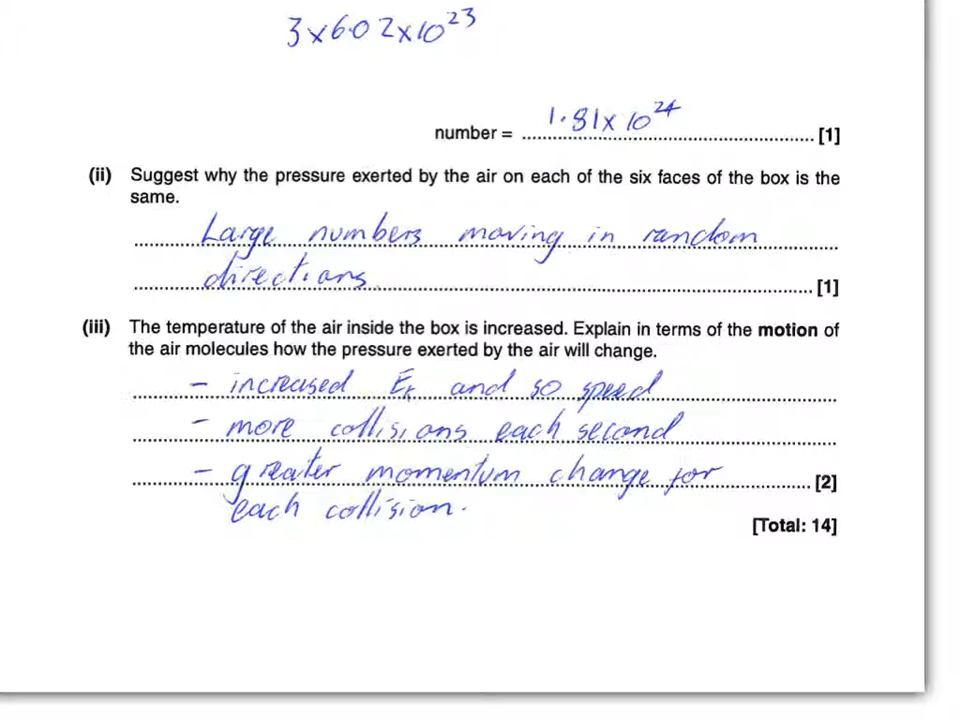 3×6.02×10²³
number = 1.81×10²⁴ [1]
(ii) Suggest why the pressure exerted by the air on each of the six faces of the box is the
same.
Large numbers moving in random
directions. [1]
(iii) The temperature of the air inside the box is increased. Explain in terms of the motion of
the air molecules how the pressure exerted by the air will change.
– increased Eₖ and so speed
– more collisions each second
– greater momentum change for [2]
each collision.
[Total: 14]